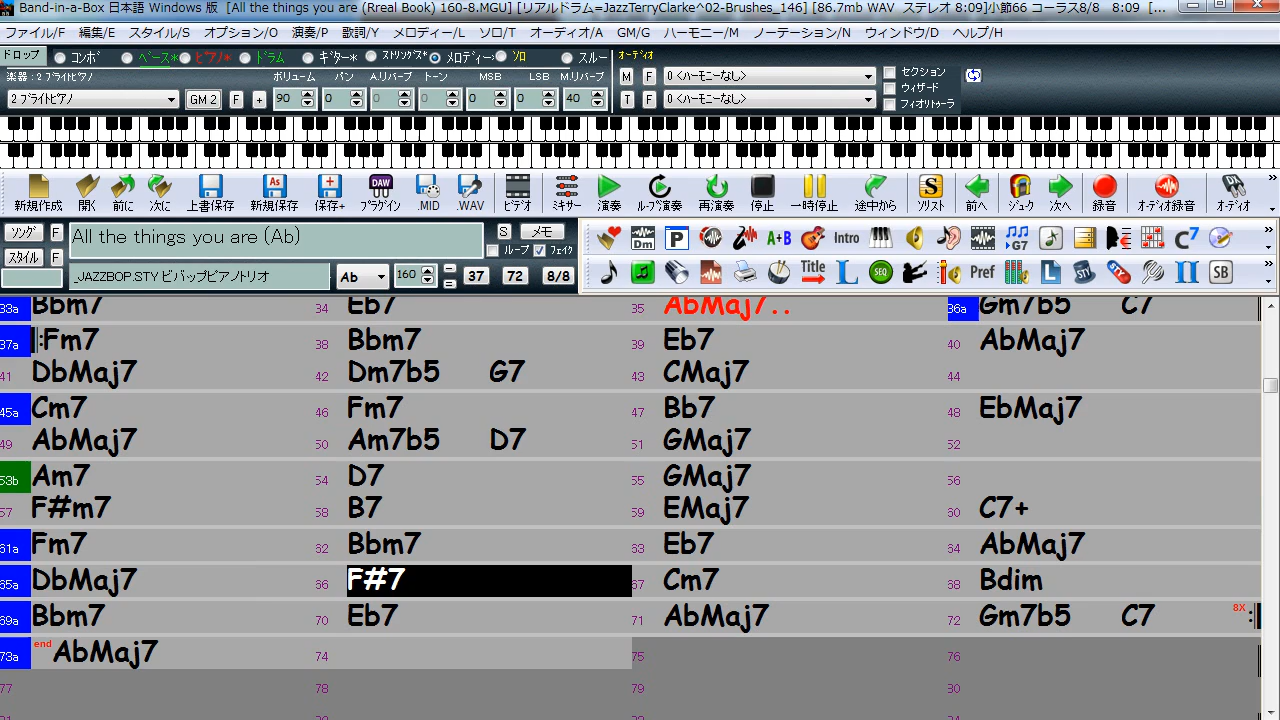 Band-in-a-Box 日本語 Windows 版 [All the things you are (Rreal Book) 160-8.MGU] [リアルドラム=JazzTerryClarke^02-Brushes_146] [86.7mb WAV ステレオ 8:09]小節66 コーラス8/8 8:09 [...
ファイル/F 編集/E スタイル/S オプション/O 演奏/P 歌詞/Y メロディー/L ソロ/T オーディオ/A GM/G ハーモニー/M ノーテーション/N ウィンドウ/D ヘルプ/H
ドロップ コンボ ベース* ピアノ* ドラム ギター* ストリングス* メロディー* ソロ スルー オーディオ
楽器: 2 ブライトピアノ ボリューム パン A.リバーブ トーン MSB LSB M.リバーブ M F 0 <ハーモニーなし> セクション
ウィザード
2 ブライトピアノ GM 2 F + 90 0 0 0 0 0 40 T F 0 <ハーモニーなし> フィオリトゥーラ
規作成 開く 前に 次に 上書保存 新規保存 保存+ プラグイン .MID .WAV ビデオ ミキサー 演奏 ループ演奏 再演奏 停止 一時停止 途中から ソリスト 前へ ジューク 次へ 録音 オーディオ録音 オーディオ
As DAW S
ソング F All the things you are (Ab) S メモ Dm P A+B Intro G7 C7
ループ フェイク
スタイル F _JAZZBOP.STY ビバップピアノトリオ Ab 160 37 72 8/8 Title L SEQ Pref L STY SB
33a Bbm7 34 Eb7 35 AbMaj7.. 36a Gm7b5 C7
37a :Fm7 38 Bbm7 39 Eb7 40 AbMaj7
41 DbMaj7 42 Dm7b5 G7 43 CMaj7 44
45a Cm7 46 Fm7 47 Bb7 48 EbMaj7
49 AbMaj7 50 Am7b5 D7 51 GMaj7 52
53b Am7 54 D7 55 GMaj7 56
57 F#m7 58 B7 59 EMaj7 60 C7+
61a Fm7 62 Bbm7 63 Eb7 64 AbMaj7
65a DbMaj7 66 F#7 67 Cm7 68 Bdim
69a Bbm7 70 Eb7 71 AbMaj7 72 Gm7b5 C7 8X :
73a end AbMaj7 74 75 76
77 78 79 80